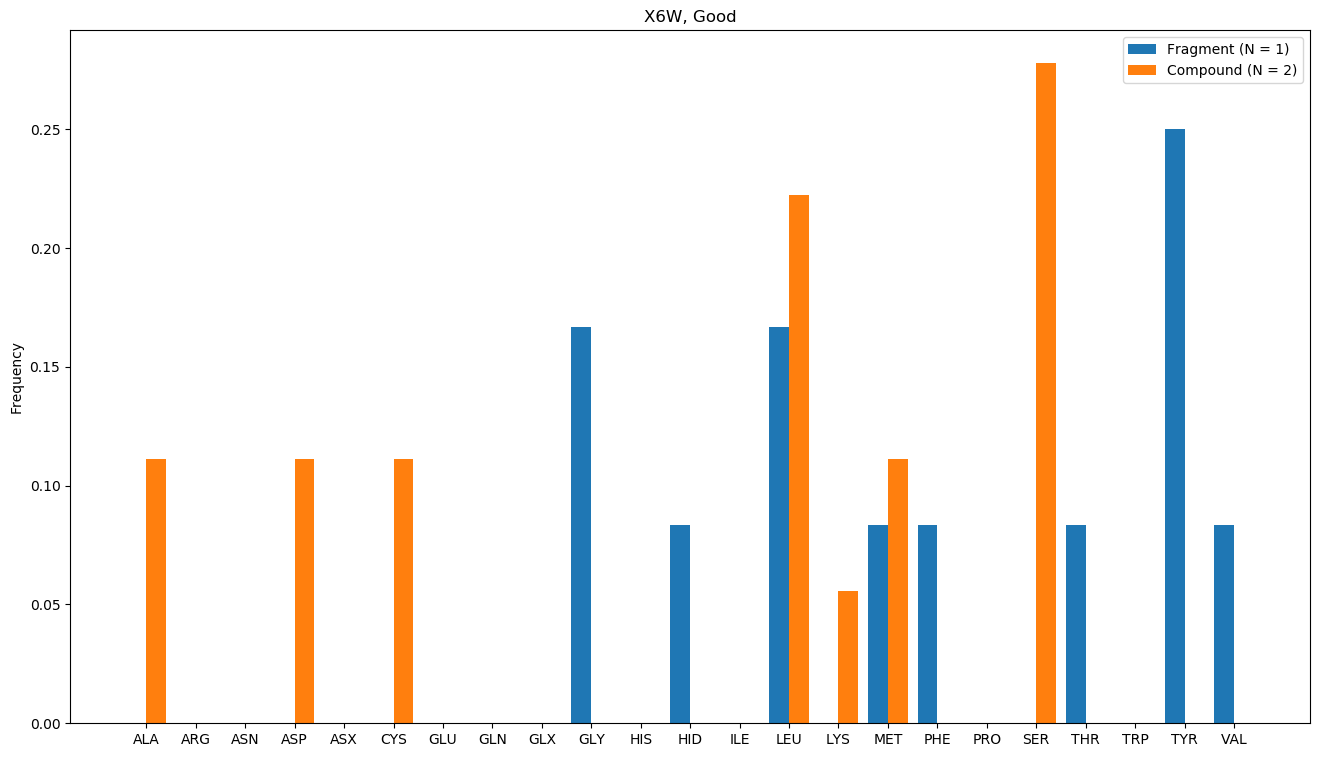 X6W, Good
Fragment (N = 1)
Compound (N = 2)
Frequency
0.25
0.20
0.15
0.10
0.05
0.00
ALA ARG ASN ASP ASX CYS GLU GLN GLX GLY HIS HID ILE LEU LYS MET PHE PRO SER THR TRP TYR VAL